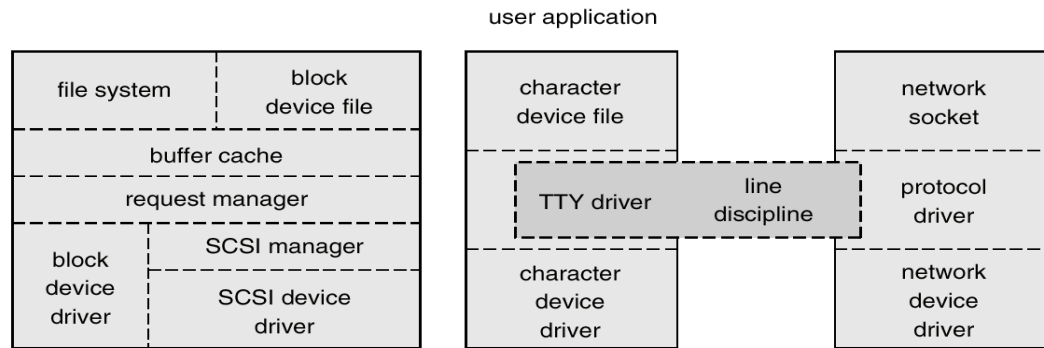 user application
file system
block
device file
buffer cache
request manager
block
device
driver
SCSI manager
SCSI device
driver
character
device file
TTY driver
line
discipline
character
device
driver
network
socket
protocol
driver
network
device
driver